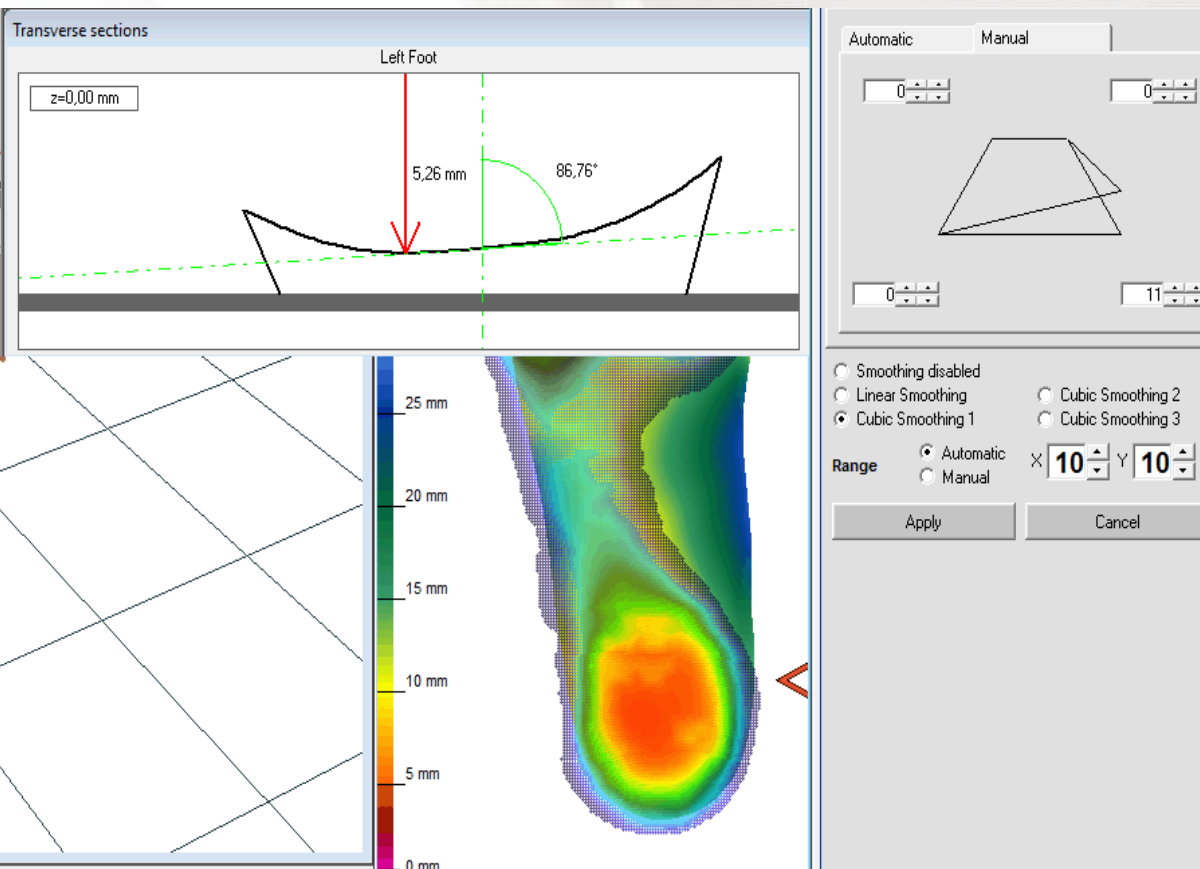 Transverse sections
Left Foot
z=0,00 mm
5,26 mm
86,76°
25 mm
20 mm
15 mm
10 mm
5 mm
0 mm
Automatic Manual
0 0
0 11
Smoothing disabled
Linear Smoothing Cubic Smoothing 2
Cubic Smoothing 1 Cubic Smoothing 3
Range Automatic X 10 Y 10
Manual
Apply Cancel